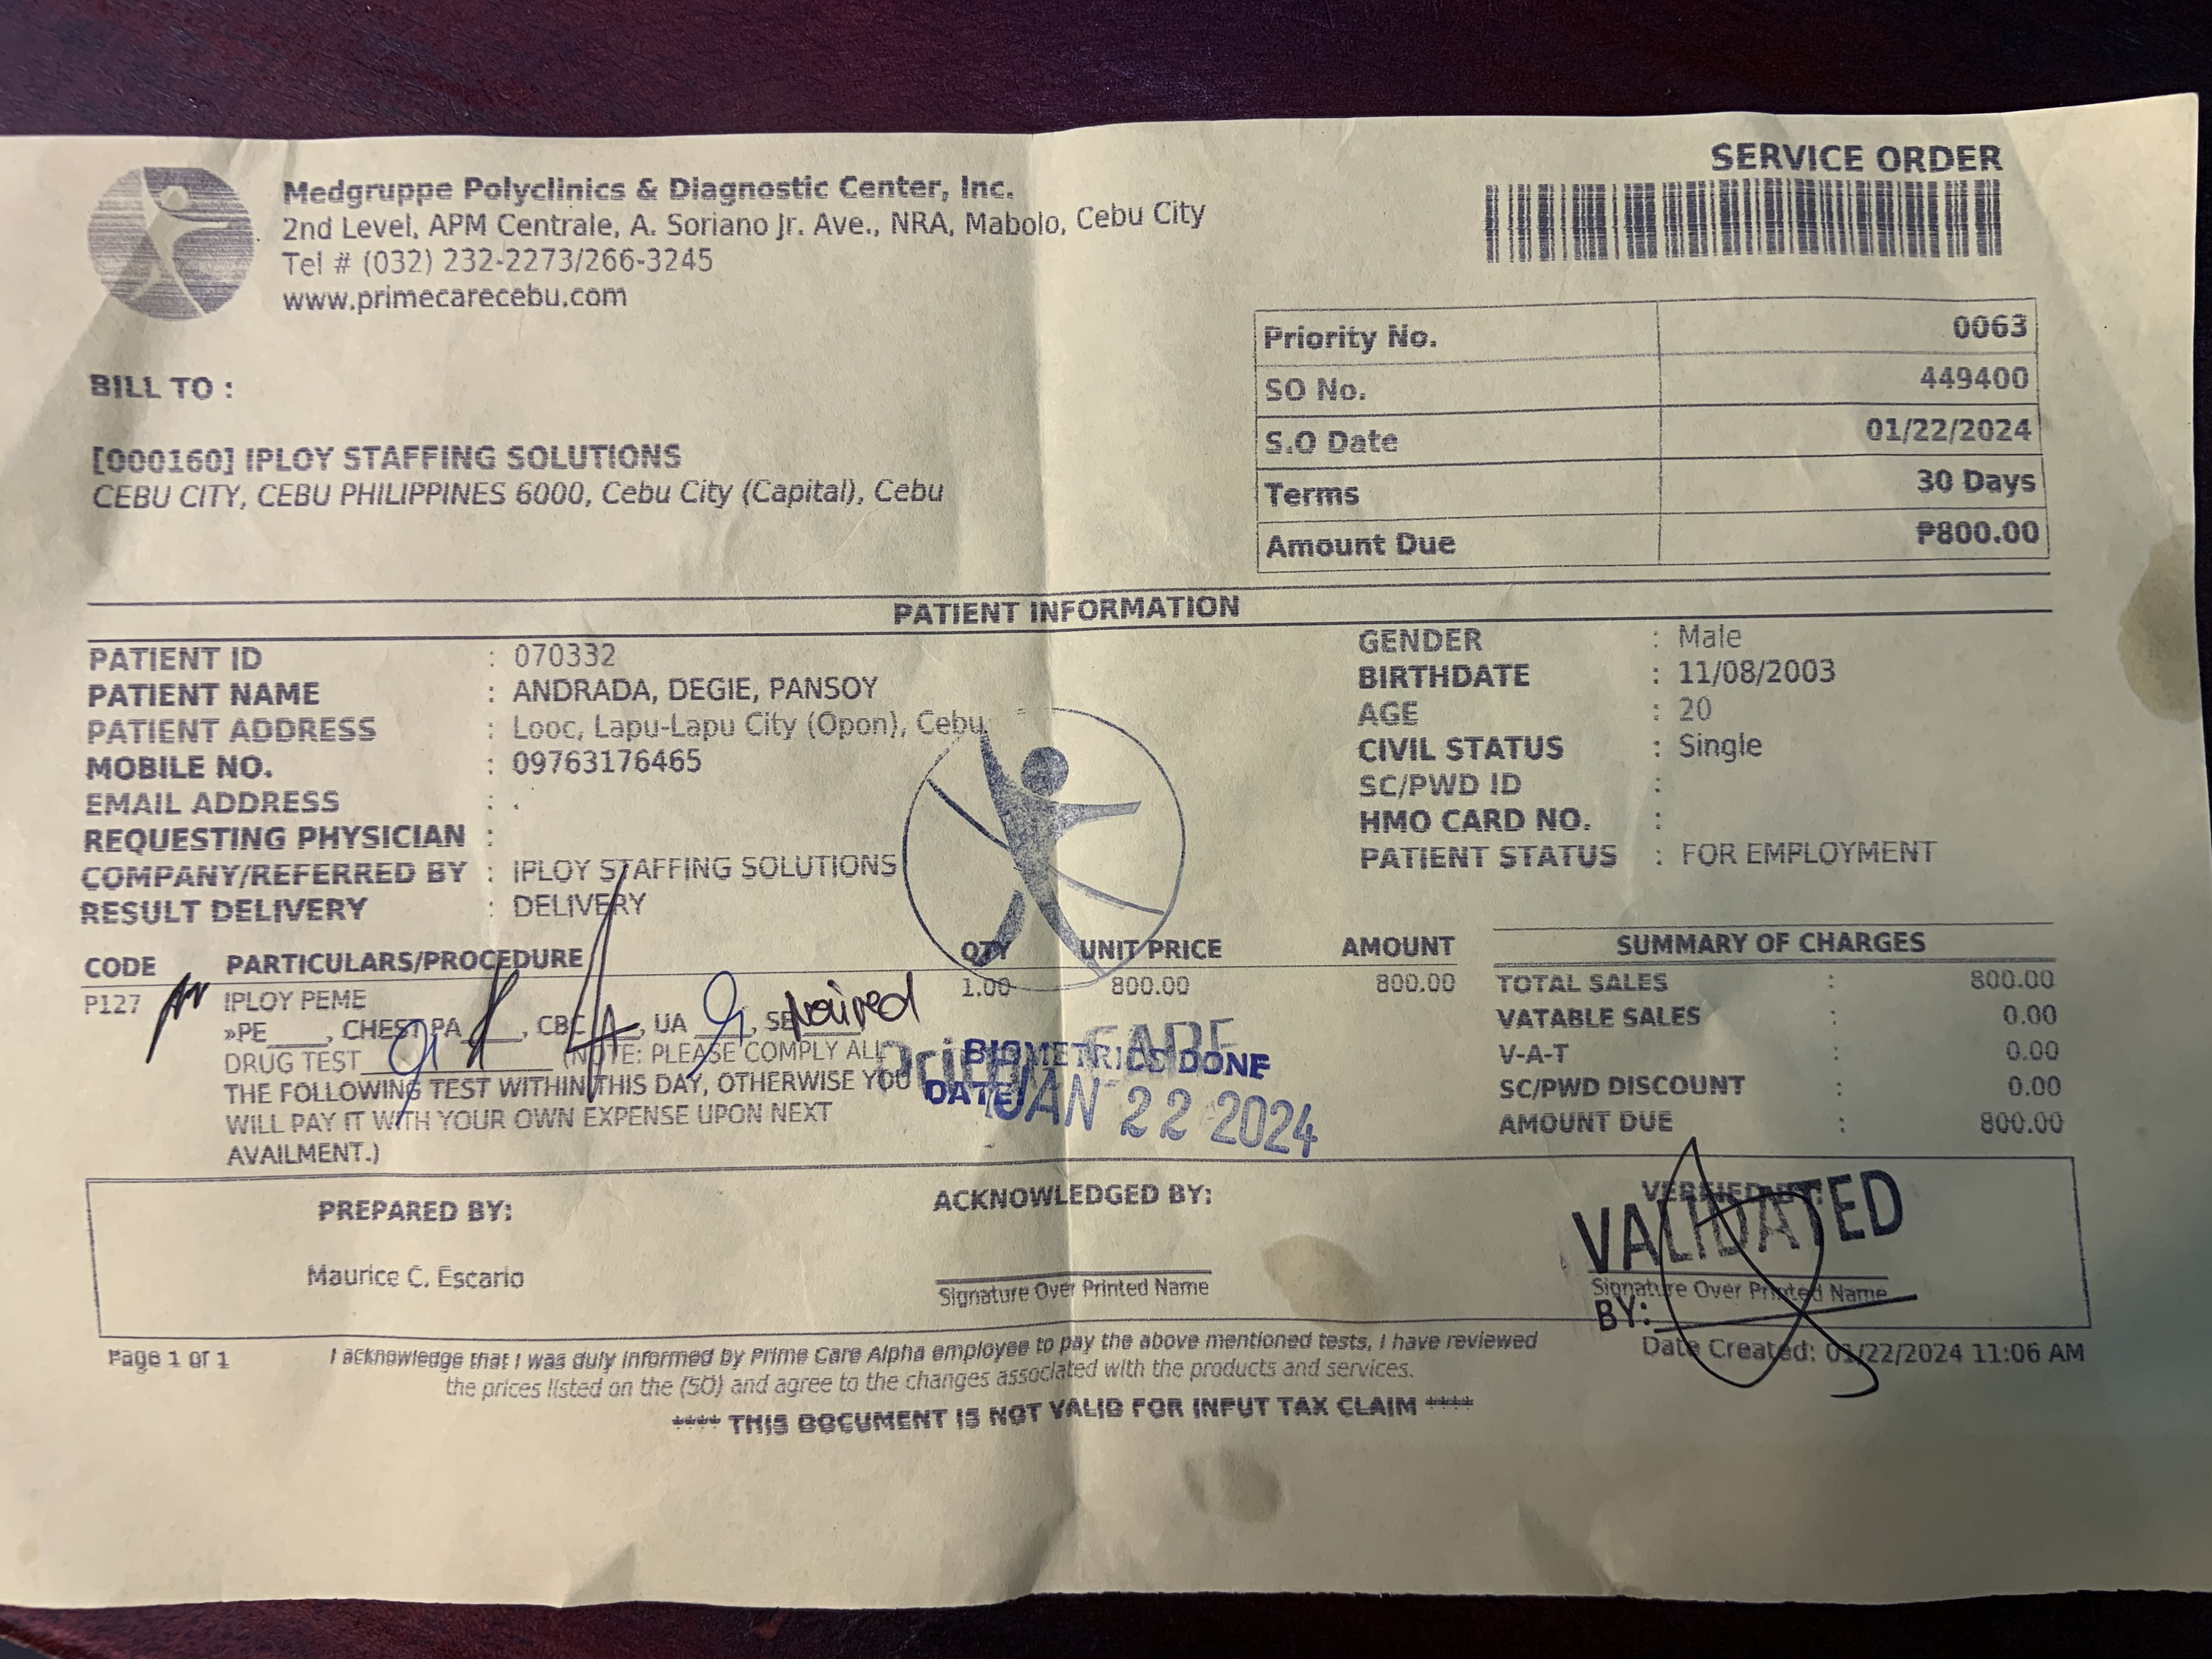 SERVICE ORDER
Medgruppe Polyclinics & Diagnostic Center, Inc.
2nd Level, APM Centrale, A. Soriano Jr. Ave., NRA, Mabolo, Cebu City
Tel # (032) 232-2273/266-3245
www.primecarecebu.com
Priority No. 0063
SO No. 449400
S.O Date 01/22/2024
Terms 30 Days
Amount Due ₱800.00
BILL TO :
[000160] IPLOY STAFFING SOLUTIONS
CEBU CITY, CEBU PHILIPPINES 6000, Cebu City (Capital), Cebu
PATIENT INFORMATION
PATIENT ID : 070332
PATIENT NAME : ANDRADA, DEGIE, PANSOY
PATIENT ADDRESS : Looc, Lapu-Lapu City (Opon), Cebu
MOBILE NO. : 09763176465
EMAIL ADDRESS : .
REQUESTING PHYSICIAN :
COMPANY/REFERRED BY : IPLOY STAFFING SOLUTIONS
RESULT DELIVERY : DELIVERY
GENDER : Male
BIRTHDATE : 11/08/2003
AGE : 20
CIVIL STATUS : Single
SC/PWD ID :
HMO CARD NO. :
PATIENT STATUS : FOR EMPLOYMENT
CODE PARTICULARS/PROCEDURE QTY UNIT PRICE AMOUNT
P127 IPLOY PEME 1.00 800.00 800.00
»PE____, CHEST PA____, CBC____, UA____, waived
DRUG TEST____ (NOTE: PLEASE COMPLY ALL
THE FOLLOWING TEST WITHIN THIS DAY, OTHERWISE YOU
WILL PAY IT WITH YOUR OWN EXPENSE UPON NEXT
AVAILMENT.)
Prime CARE
BIOMETRICS DONE
DATE JAN 22 2024
SUMMARY OF CHARGES
TOTAL SALES : 800.00
VATABLE SALES : 0.00
V-A-T : 0.00
SC/PWD DISCOUNT : 0.00
AMOUNT DUE : 800.00
PREPARED BY:
Maurice C. Escario
ACKNOWLEDGED BY:
Signature Over Printed Name
VERIFIED BY:
VALIDATED
Signature Over Printed Name
BY:
Date Created: 01/22/2024 11:06 AM
Page 1 of 1
I acknowledge that I was duly informed by Prime Care Alpha employee to pay the above mentioned tests, I have reviewed
the prices listed on the (SO) and agree to the changes associated with the products and services.
**** THIS DOCUMENT IS NOT VALID FOR INPUT TAX CLAIM ****